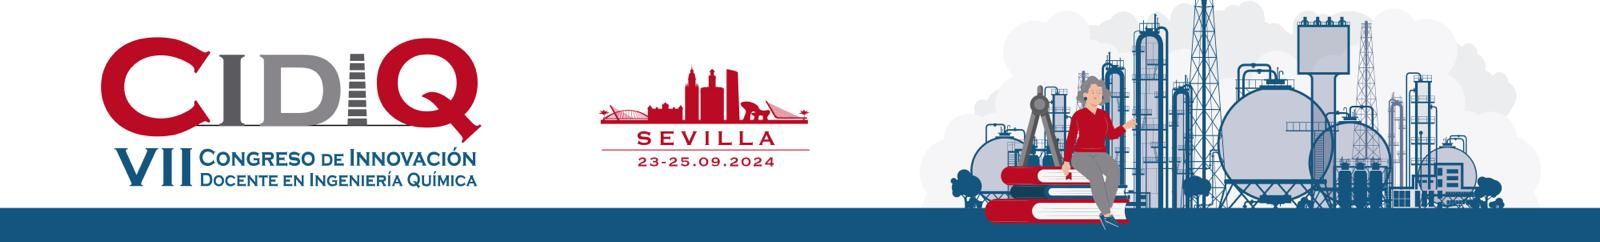 CIDIQ
VII CONGRESO DE INNOVACIÓN
DOCENTE EN INGENIERÍA QUÍMICA
SEVILLA
23-25.09.2024